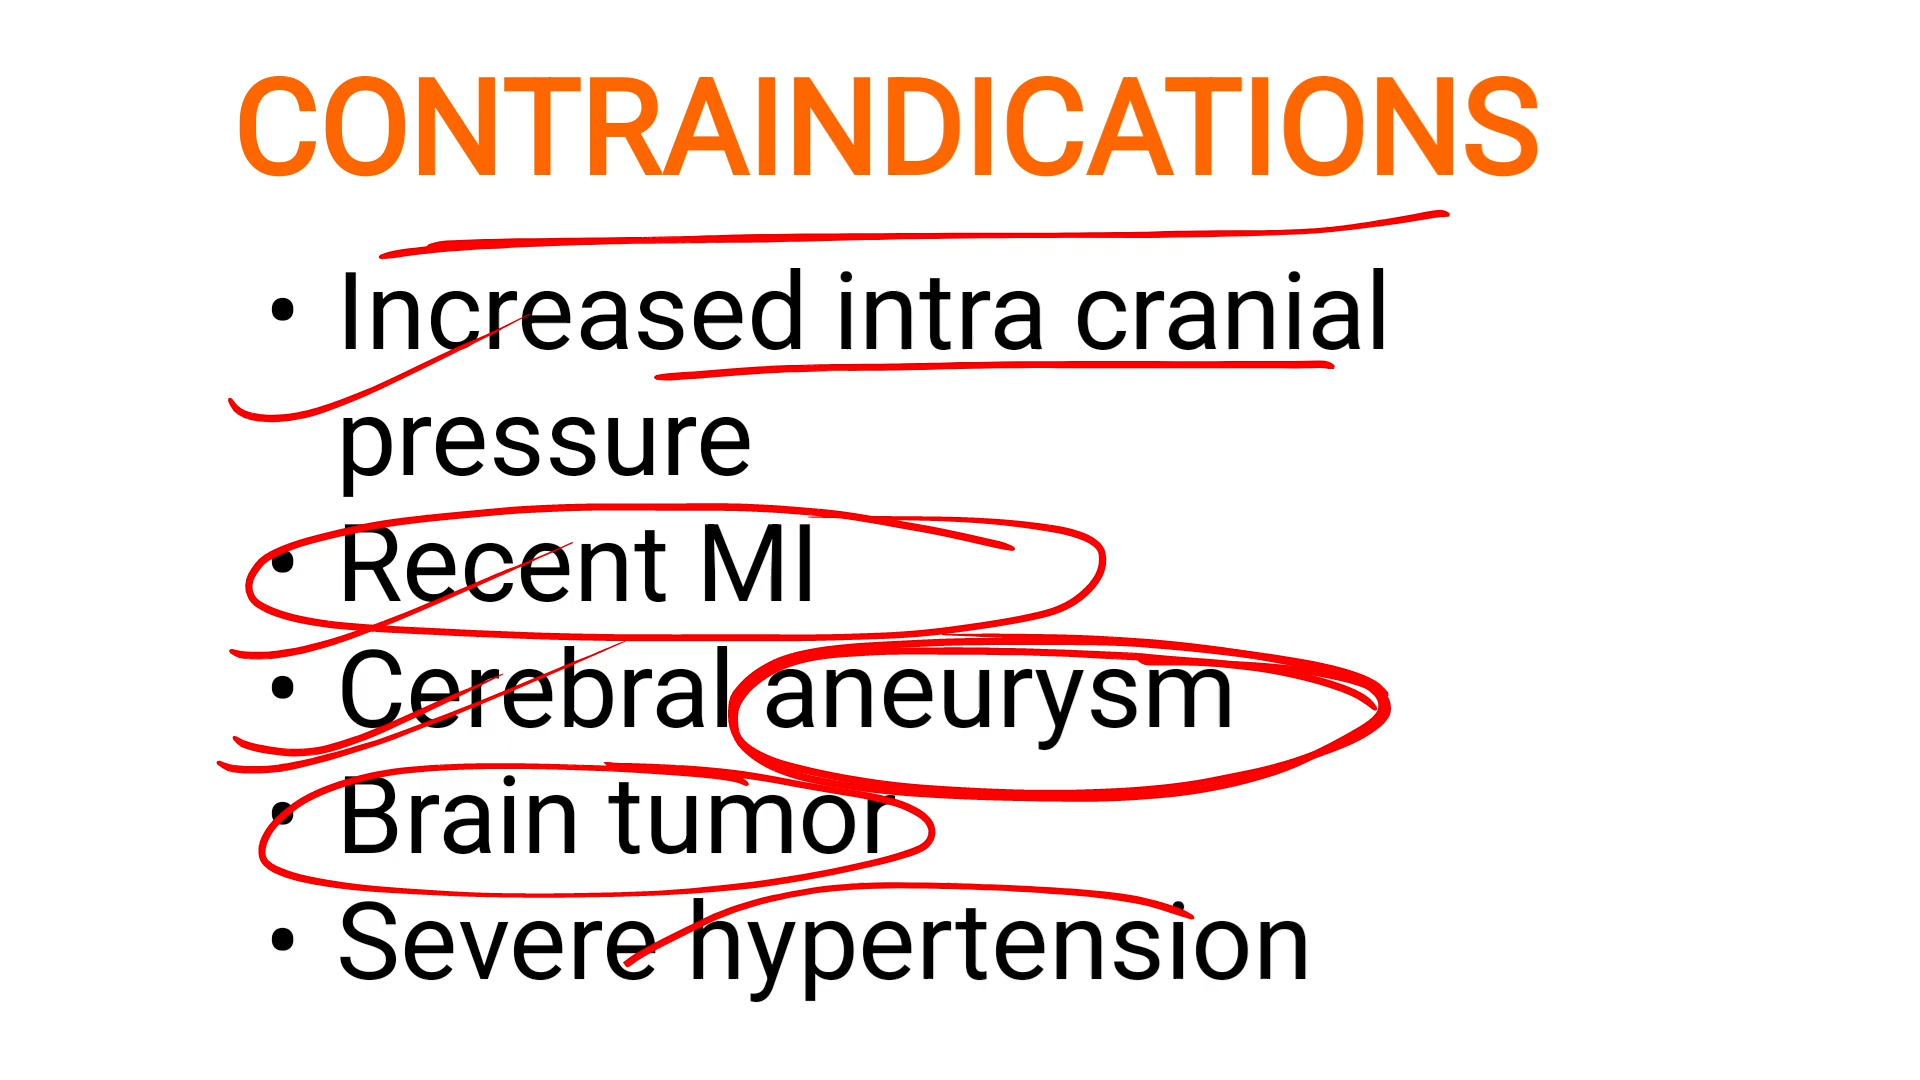 CONTRAINDICATIONS
• Increased intra cranial
pressure
• Recent MI
• Cerebral aneurysm
• Brain tumor
• Severe hypertension